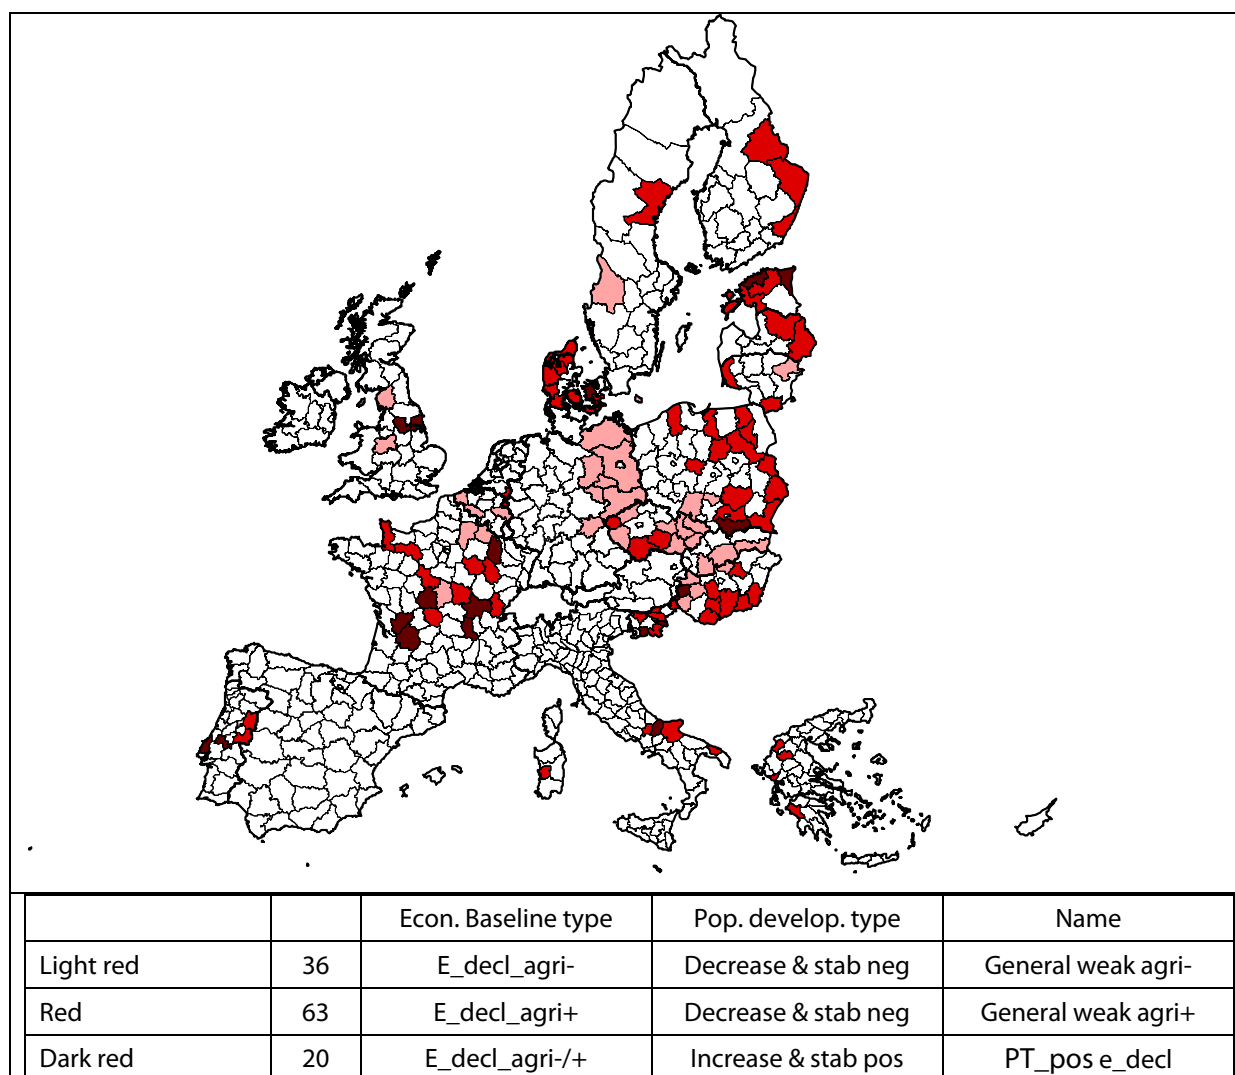 Econ. Baseline type Pop. develop. type Name
Light red 36 E_decl_agri- Decrease & stab neg General weak agri-
Red 63 E_decl_agri+ Decrease & stab neg General weak agri+
Dark red 20 E_decl_agri-/+ Increase & stab pos PT_pos e_decl